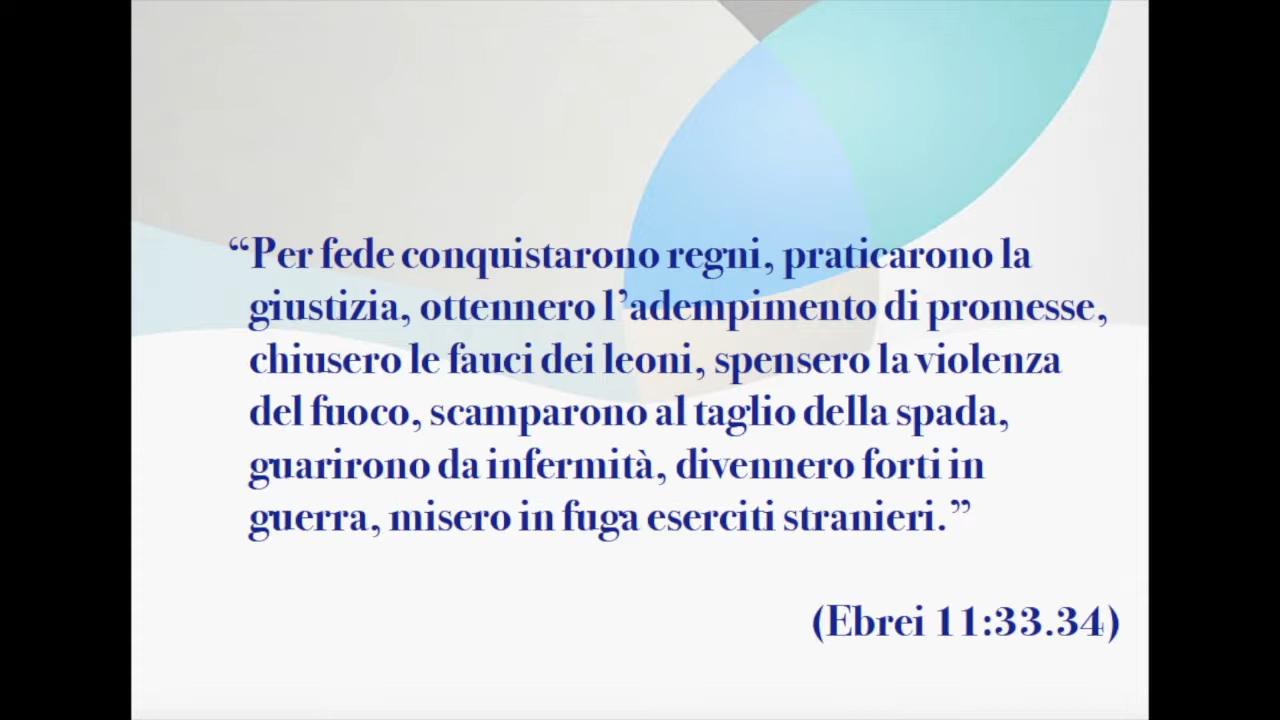 “Per fede conquistarono regni, praticarono la
giustizia, ottennero l’adempimento di promesse,
chiusero le fauci dei leoni, spensero la violenza
del fuoco, scamparono al taglio della spada,
guarirono da infermità, divennero forti in
guerra, misero in fuga eserciti stranieri.”
(Ebrei 11:33.34)